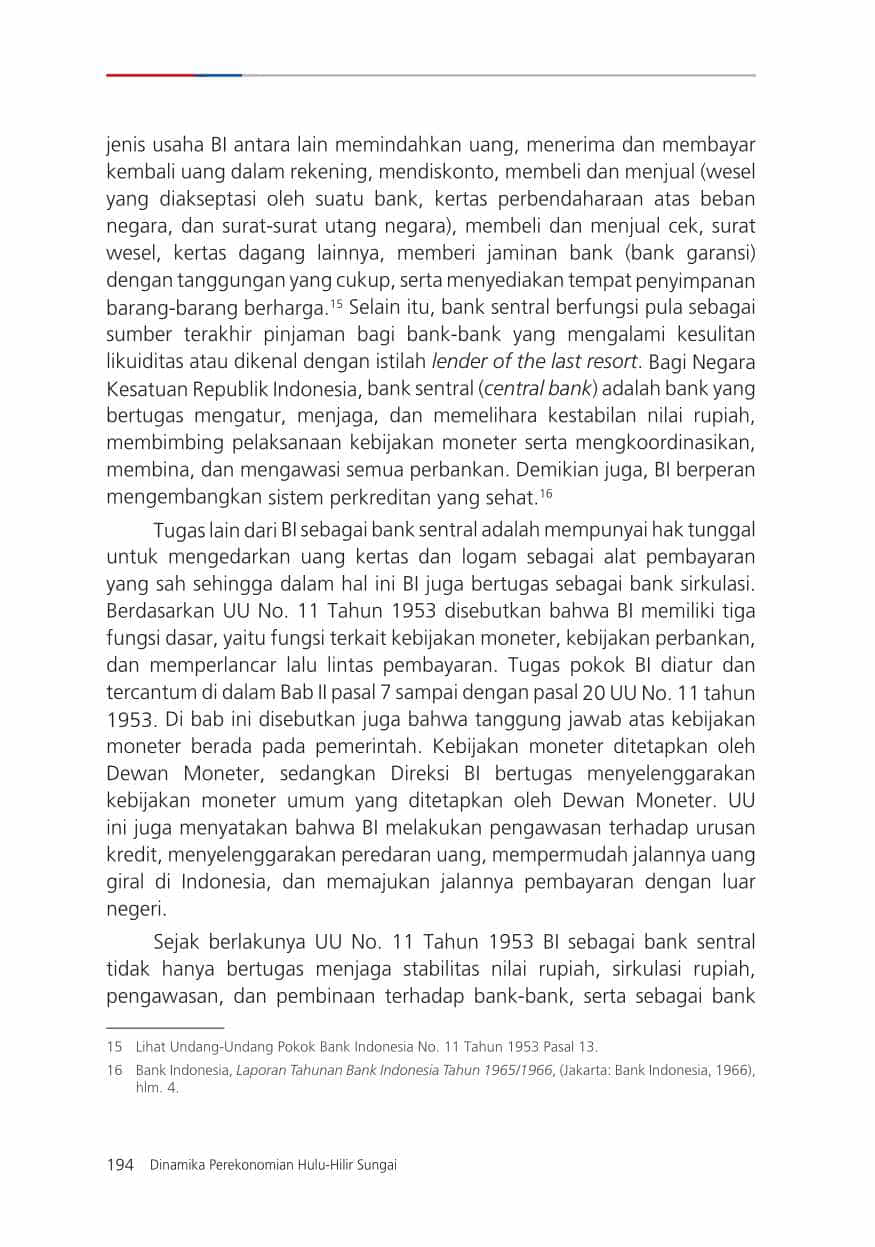 jenis usaha BI antara lain memindahkan uang, menerima dan membayar
kembali uang dalam rekening, mendiskonto, membeli dan menjual (wesel
yang diakseptasi oleh suatu bank, kertas perbendaharaan atas beban
negara, dan surat-surat utang negara), membeli dan menjual cek, surat
wesel, kertas dagang lainnya, memberi jaminan bank (bank garansi)
dengan tanggungan yang cukup, serta menyediakan tempat penyimpanan
barang-barang berharga.15 Selain itu, bank sentral berfungsi pula sebagai
sumber terakhir pinjaman bagi bank-bank yang mengalami kesulitan
likuiditas atau dikenal dengan istilah lender of the last resort. Bagi Negara
Kesatuan Republik Indonesia, bank sentral (central bank) adalah bank yang
bertugas mengatur, menjaga, dan memelihara kestabilan nilai rupiah,
membimbing pelaksanaan kebijakan moneter serta mengkoordinasikan,
membina, dan mengawasi semua perbankan. Demikian juga, BI berperan
mengembangkan sistem perkreditan yang sehat.16
Tugas lain dari BI sebagai bank sentral adalah mempunyai hak tunggal
untuk mengedarkan uang kertas dan logam sebagai alat pembayaran
yang sah sehingga dalam hal ini BI juga bertugas sebagai bank sirkulasi.
Berdasarkan UU No. 11 Tahun 1953 disebutkan bahwa BI memiliki tiga
fungsi dasar, yaitu fungsi terkait kebijakan moneter, kebijakan perbankan,
dan memperlancar lalu lintas pembayaran. Tugas pokok BI diatur dan
tercantum di dalam Bab II pasal 7 sampai dengan pasal 20 UU No. 11 tahun
1953. Di bab ini disebutkan juga bahwa tanggung jawab atas kebijakan
moneter berada pada pemerintah. Kebijakan moneter ditetapkan oleh
Dewan Moneter, sedangkan Direksi BI bertugas menyelenggarakan
kebijakan moneter umum yang ditetapkan oleh Dewan Moneter. UU
ini juga menyatakan bahwa BI melakukan pengawasan terhadap urusan
kredit, menyelenggarakan peredaran uang, mempermudah jalannya uang
giral di Indonesia, dan memajukan jalannya pembayaran dengan luar
negeri.
Sejak berlakunya UU No. 11 Tahun 1953 BI sebagai bank sentral
tidak hanya bertugas menjaga stabilitas nilai rupiah, sirkulasi rupiah,
pengawasan, dan pembinaan terhadap bank-bank, serta sebagai bank
15 Lihat Undang-Undang Pokok Bank Indonesia No. 11 Tahun 1953 Pasal 13.
16 Bank Indonesia, Laporan Tahunan Bank Indonesia Tahun 1965/1966, (Jakarta: Bank Indonesia, 1966),
hlm. 4.
194 Dinamika Perekonomian Hulu-Hilir Sungai